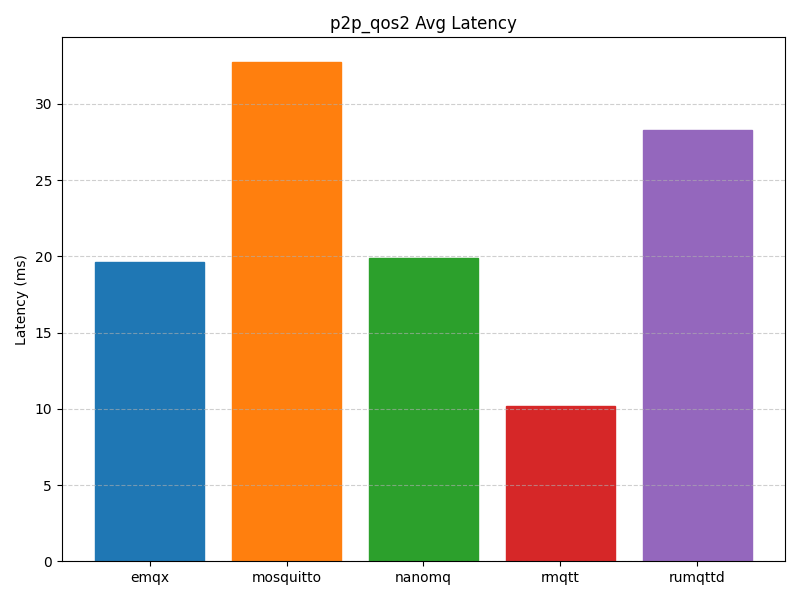 p2p_qos2 Avg Latency
Latency (ms)
30
25
20
15
10
5
0
emqx
mosquitto
nanomq
rmqtt
rumqttd